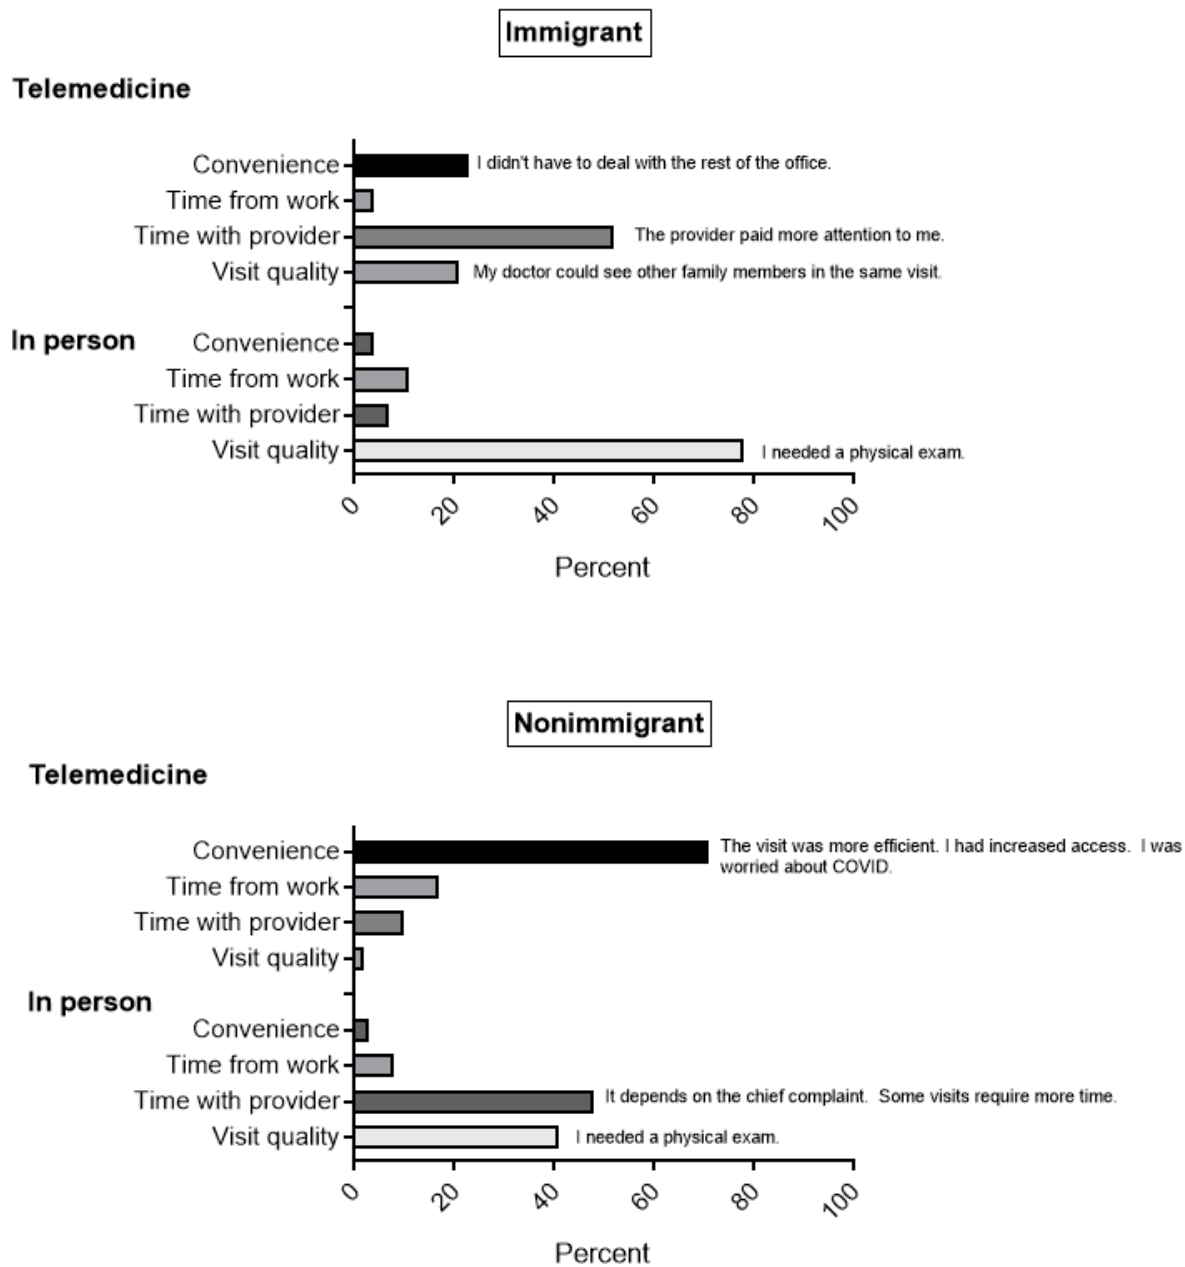 Immigrant
Telemedicine
Convenience I didn't have to deal with the rest of the office.
Time from work
Time with provider The provider paid more attention to me.
Visit quality My doctor could see other family members in the same visit.
In person Convenience
Time from work
Time with provider
Visit quality I needed a physical exam.
0 20 40 60 80 100
Percent
Nonimmigrant
Telemedicine
Convenience The visit was more efficient. I had increased access. I was
worried about COVID.
Time from work
Time with provider
Visit quality
In person
Convenience
Time from work
Time with provider It depends on the chief complaint. Some visits require more time.
Visit quality I needed a physical exam.
0 20 40 60 80 100
Percent